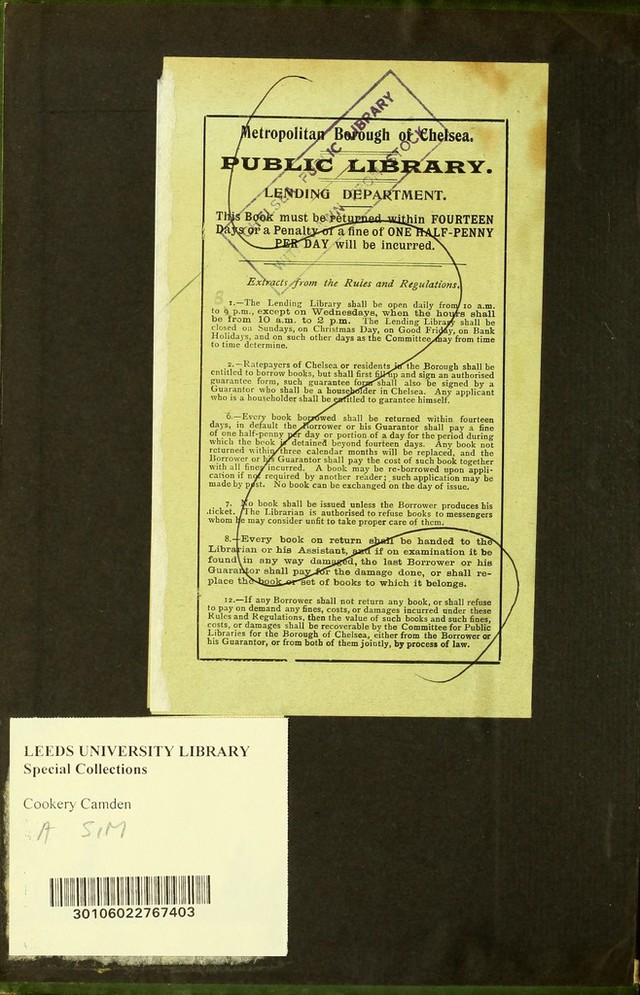 Metropolitan Borough of Chelsea.
PUBLIC LIBRARY.
LENDING DEPARTMENT.
This Book must be returned within FOURTEEN
Days or a Penalty of a fine of ONE HALF-PENNY
PER DAY will be incurred.
CHELSEA PUBLIC LIBRARY
WITHDRAWN FROM STOCK
Extracts from the Rules and Regulations.
1.—The Lending Library shall be open daily from 10 a.m.
to 9 p.m., except on Wednesdays, when the hours shall
be from 10 a.m. to 2 p.m. The Lending Library shall be
closed on Sundays, on Christmas Day, on Good Friday, on Bank
Holidays, and on such other days as the Committee may from time
to time determine.
2.—Ratepayers of Chelsea or residents in the Borough shall be
entitled to borrow books, but shall first fill up and sign an authorised
guarantee form, such guarantee form shall also be signed by a
Guarantor who shall be a householder in Chelsea. Any applicant
who is a householder shall be entitled to garantee himself.
6.—Every book borrowed shall be returned within fourteen
days, in default the Borrower or his Guarantor shall pay a fine
of one half-penny per day or portion of a day for the period during
which the book is detained beyond fourteen days. Any book not
returned within three calendar months will be replaced, and the
Borrower or his Guarantor shall pay the cost of such book together
with all fines incurred. A book may be re-borrowed upon appli-
cation if not required by another reader; such application may be
made by post. No book can be exchanged on the day of issue.
7. No book shall be issued unless the Borrower produces his
ticket. The Librarian is authorised to refuse books to messengers
whom he may consider unfit to take proper care of them.
8.—Every book on return shall be handed to the
Librarian or his Assistant, and if on examination it be
found in any way damaged, the last Borrower or his
Guarantor shall pay for the damage done, or shall re-
place the book or set of books to which it belongs.
12.—If any Borrower shall not return any book, or shall refuse
to pay on demand any fines, costs, or damages incurred under these
Rules and Regulations, then the value of such books and such fines,
costs, or damages shall be recoverable by the Committee for Public
Libraries for the Borough of Chelsea, either from the Borrower or
his Guarantor, or from both of them jointly, by process of law.
LEEDS UNIVERSITY LIBRARY
Special Collections
Cookery Camden
A SIM
30106022767403